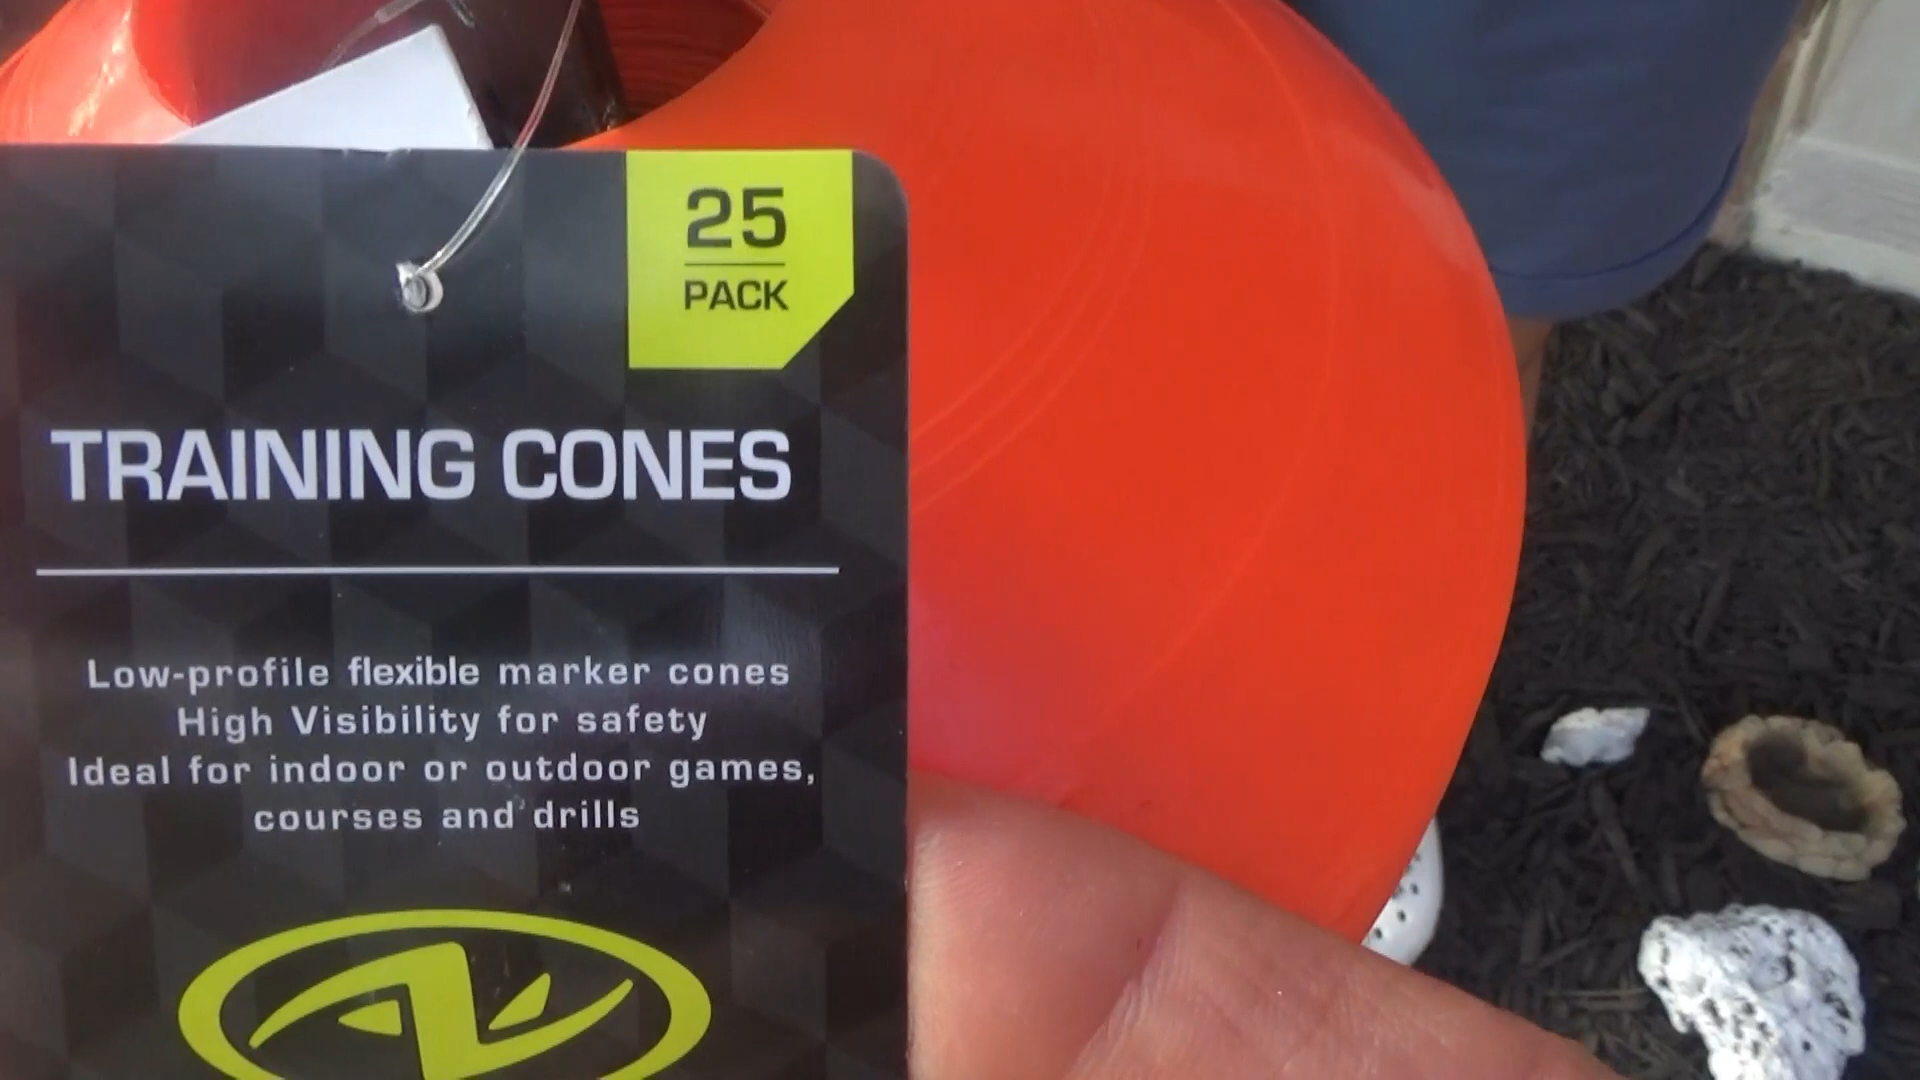 25
PACK
TRAINING CONES
Low-profile flexible marker cones
High Visibility for safety
Ideal for indoor or outdoor games,
courses and drills